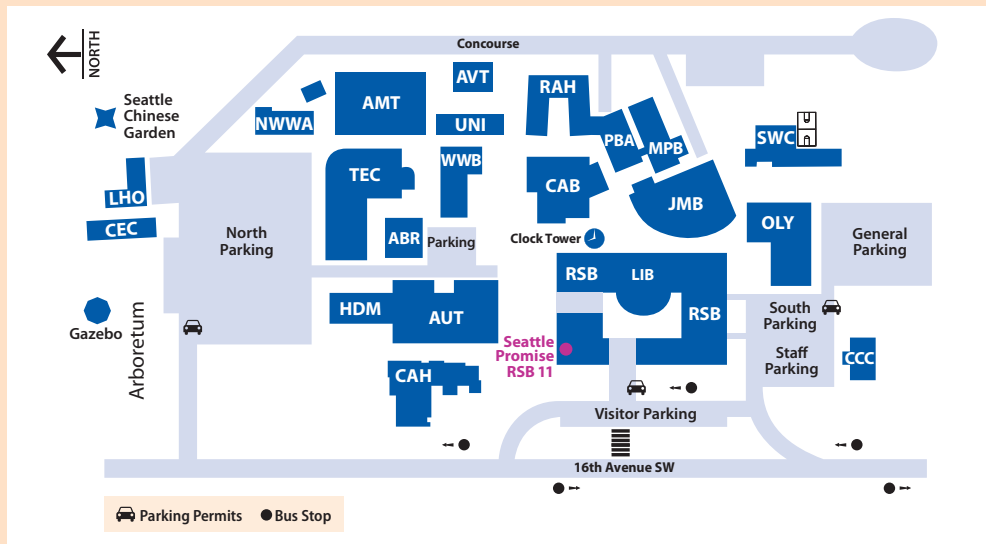 Concourse
NORTH
AVT
RAH
AMT
Seattle
Chinese
Garden
NWWA
UNI
PBA
MPB
SWC
WWB
TEC
CAB
LHO
JMB
CEC
OLY
ABR
Parking
Clock Tower
North
Parking
General
Parking
RSB
LIB
HDM
AUT
RSB
South
Parking
Gazebo
Arboretum
Seattle
Promise
RSB 11
Staff
Parking
CCC
CAH
Visitor Parking
16th Avenue SW
Parking Permits
Bus Stop